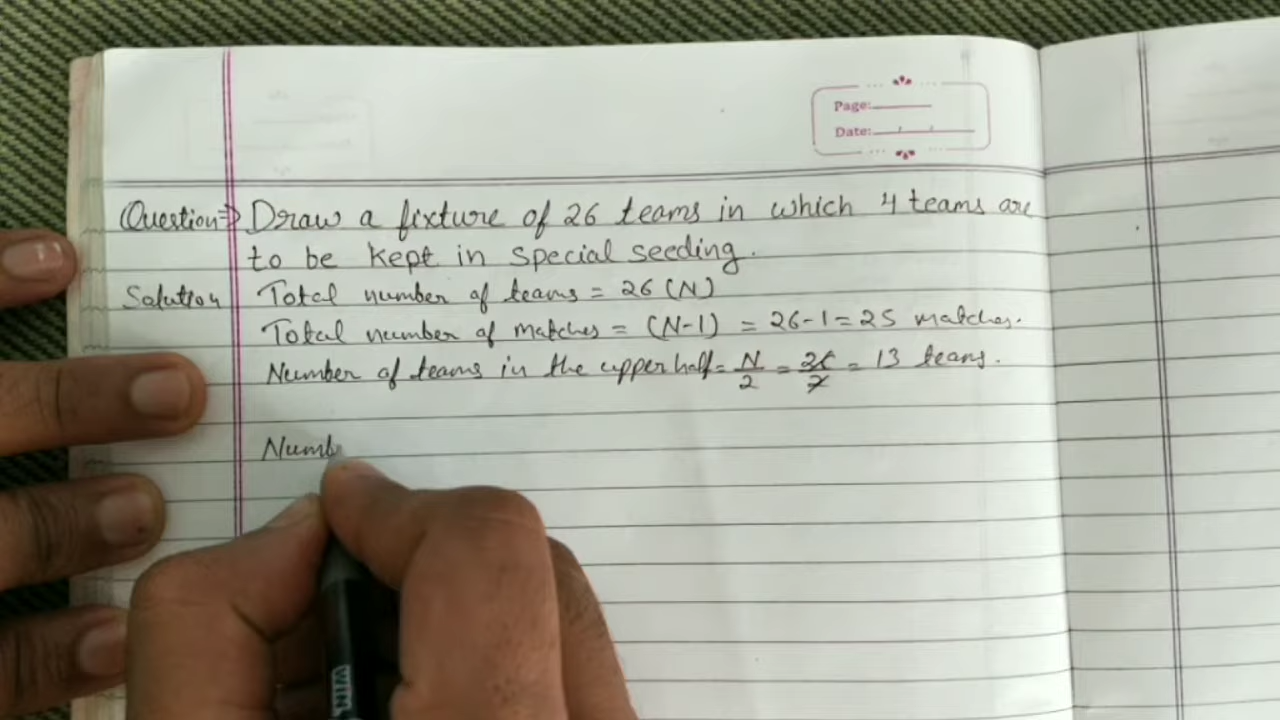 Page:
Date: / /
Question⇒ Draw a fixture of 26 teams in which 4 teams are
to be kept in special seeding.
Solution Total number of teams = 26 (N)
Total number of matches = (N-1) = 26-1 = 25 matches.
Number of teams in the upper half = N/2 = 26/2 = 13 teams.
Numb
WIN